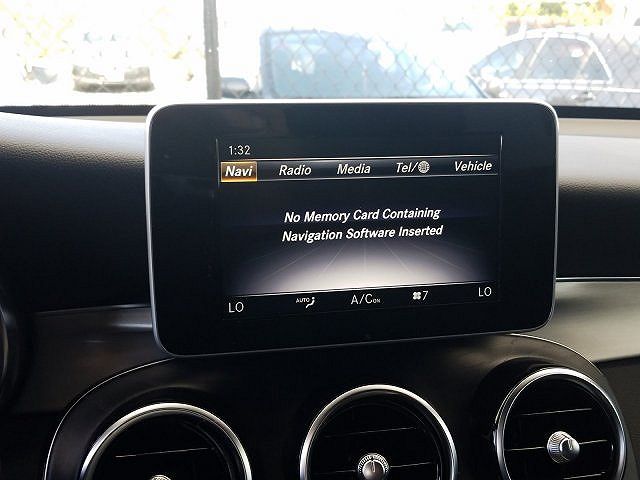 1:32
Navi Radio Media Tel/ Vehicle
No Memory Card Containing
Navigation Software Inserted
LO AUTO A/C ON 7 LO